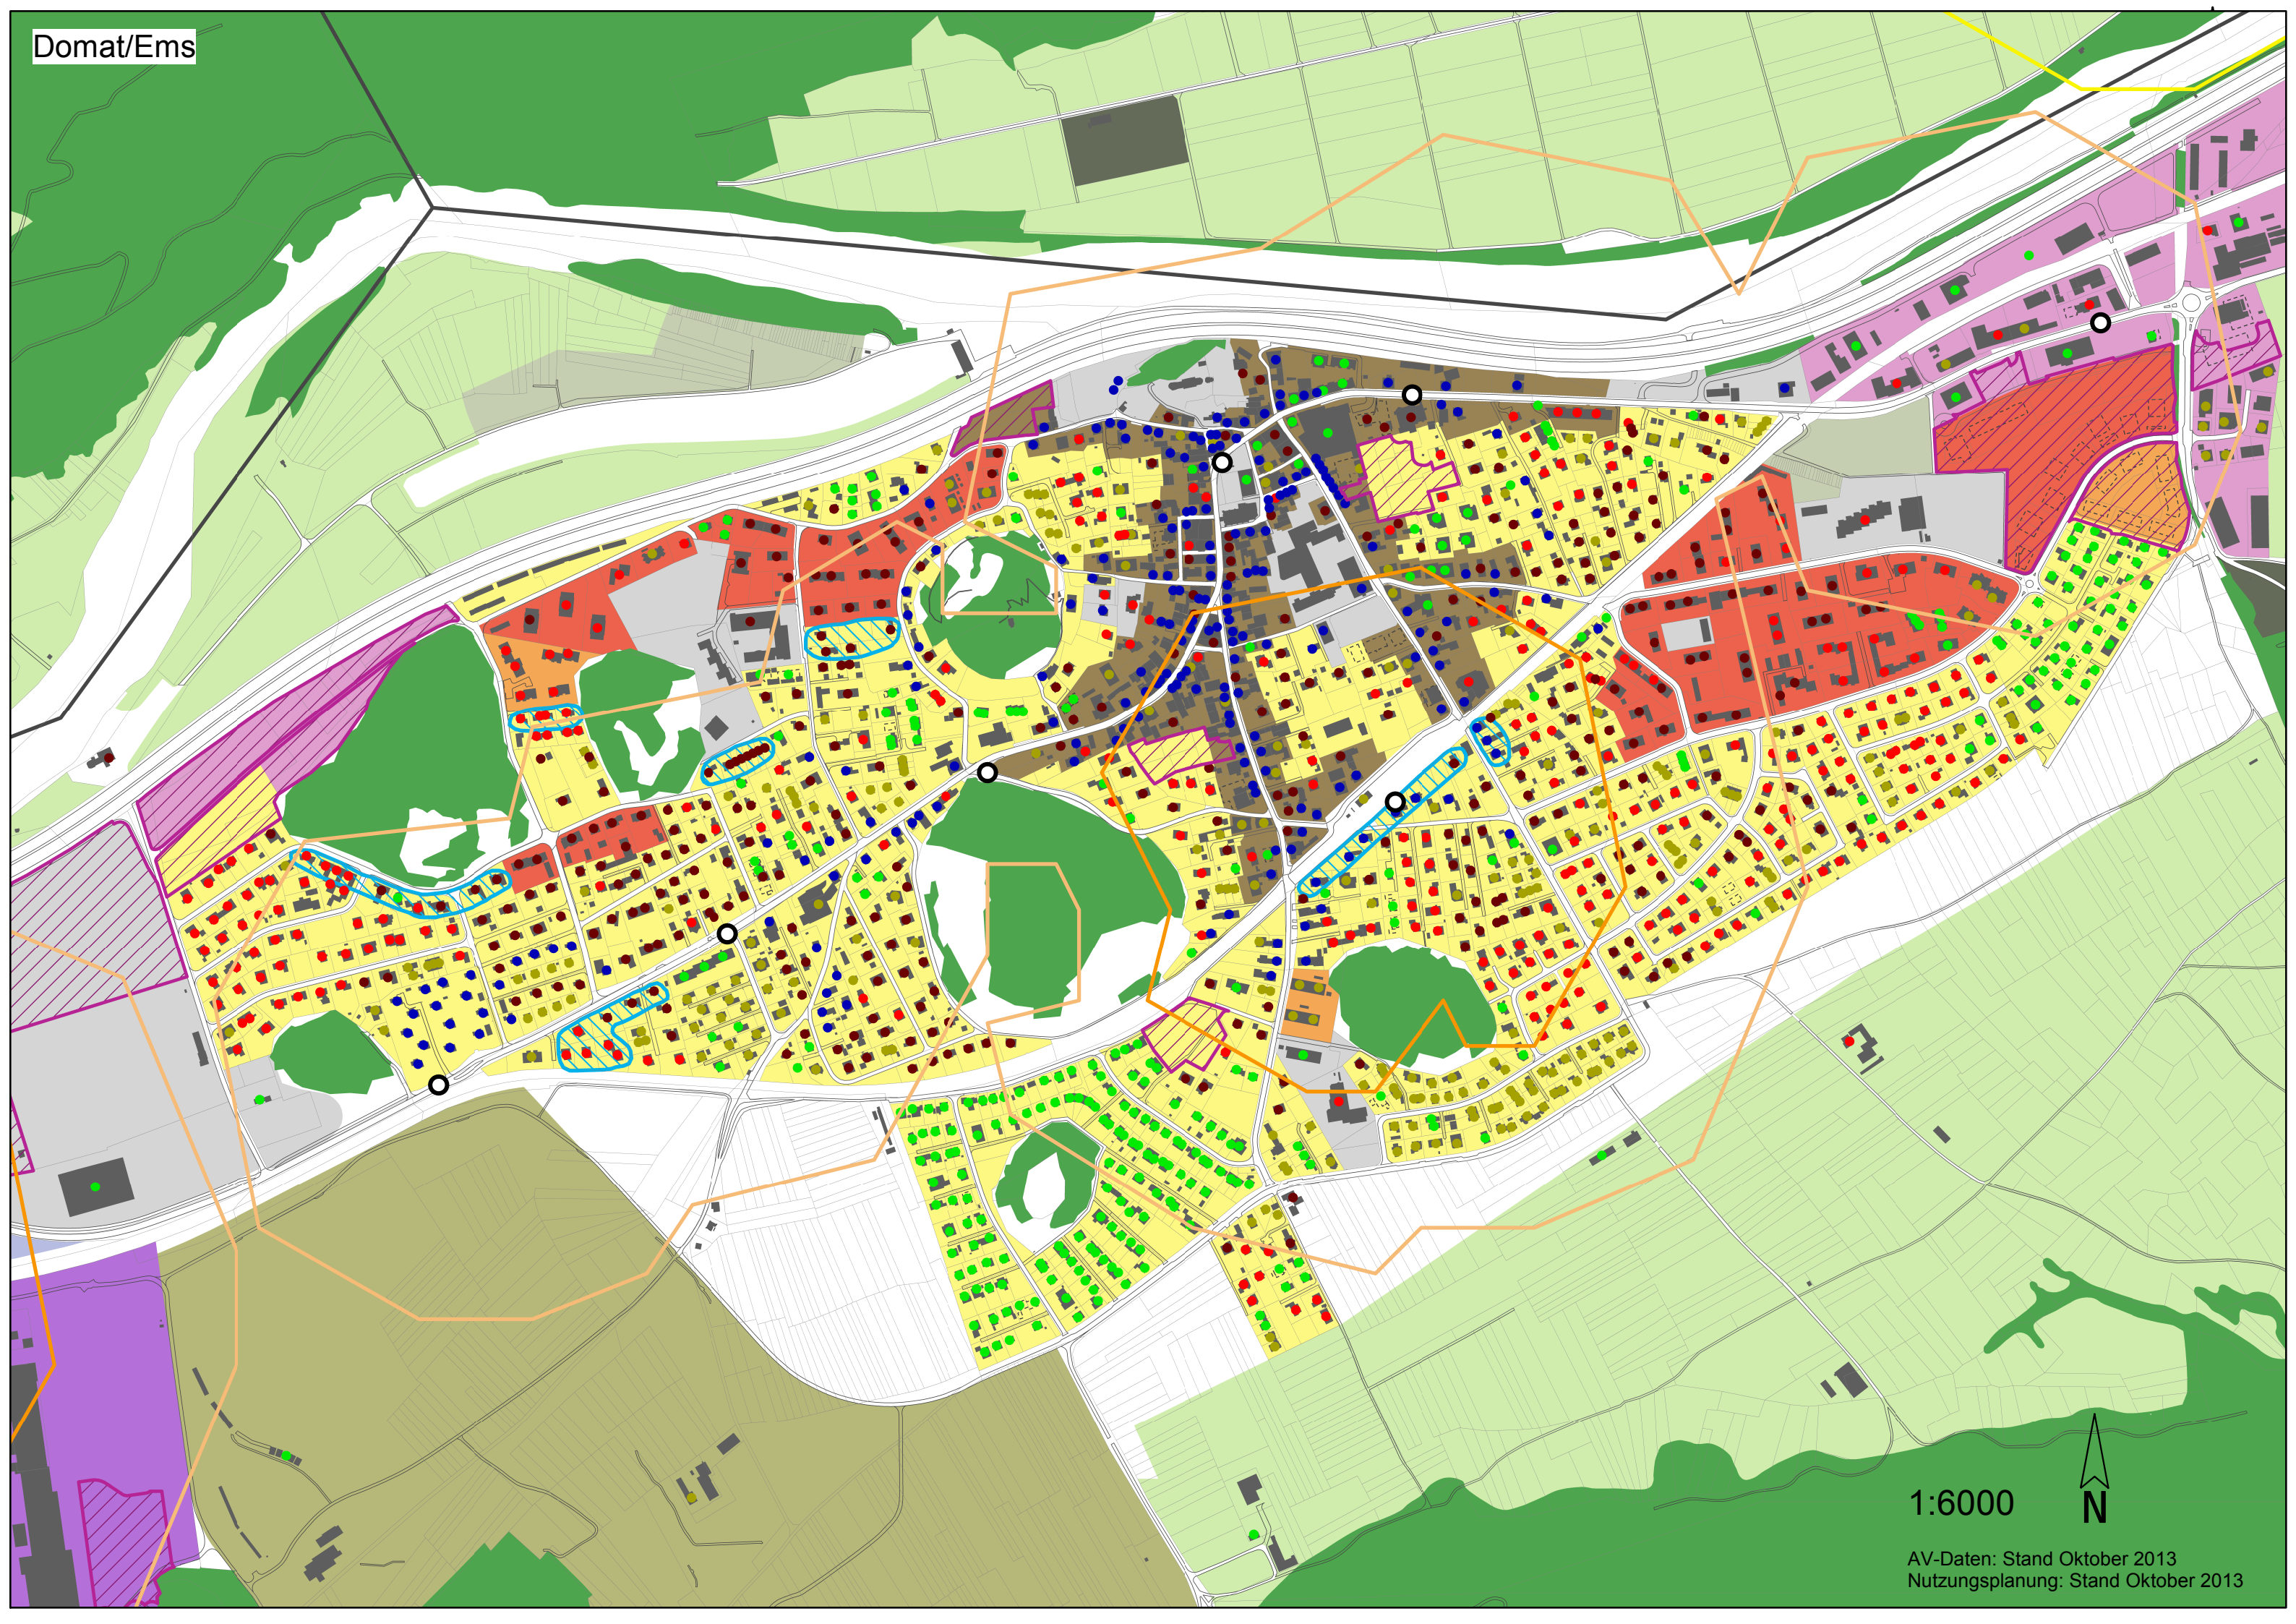 Domat/Ems
1:6000
N
AV-Daten: Stand Oktober 2013
Nutzungsplanung: Stand Oktober 2013